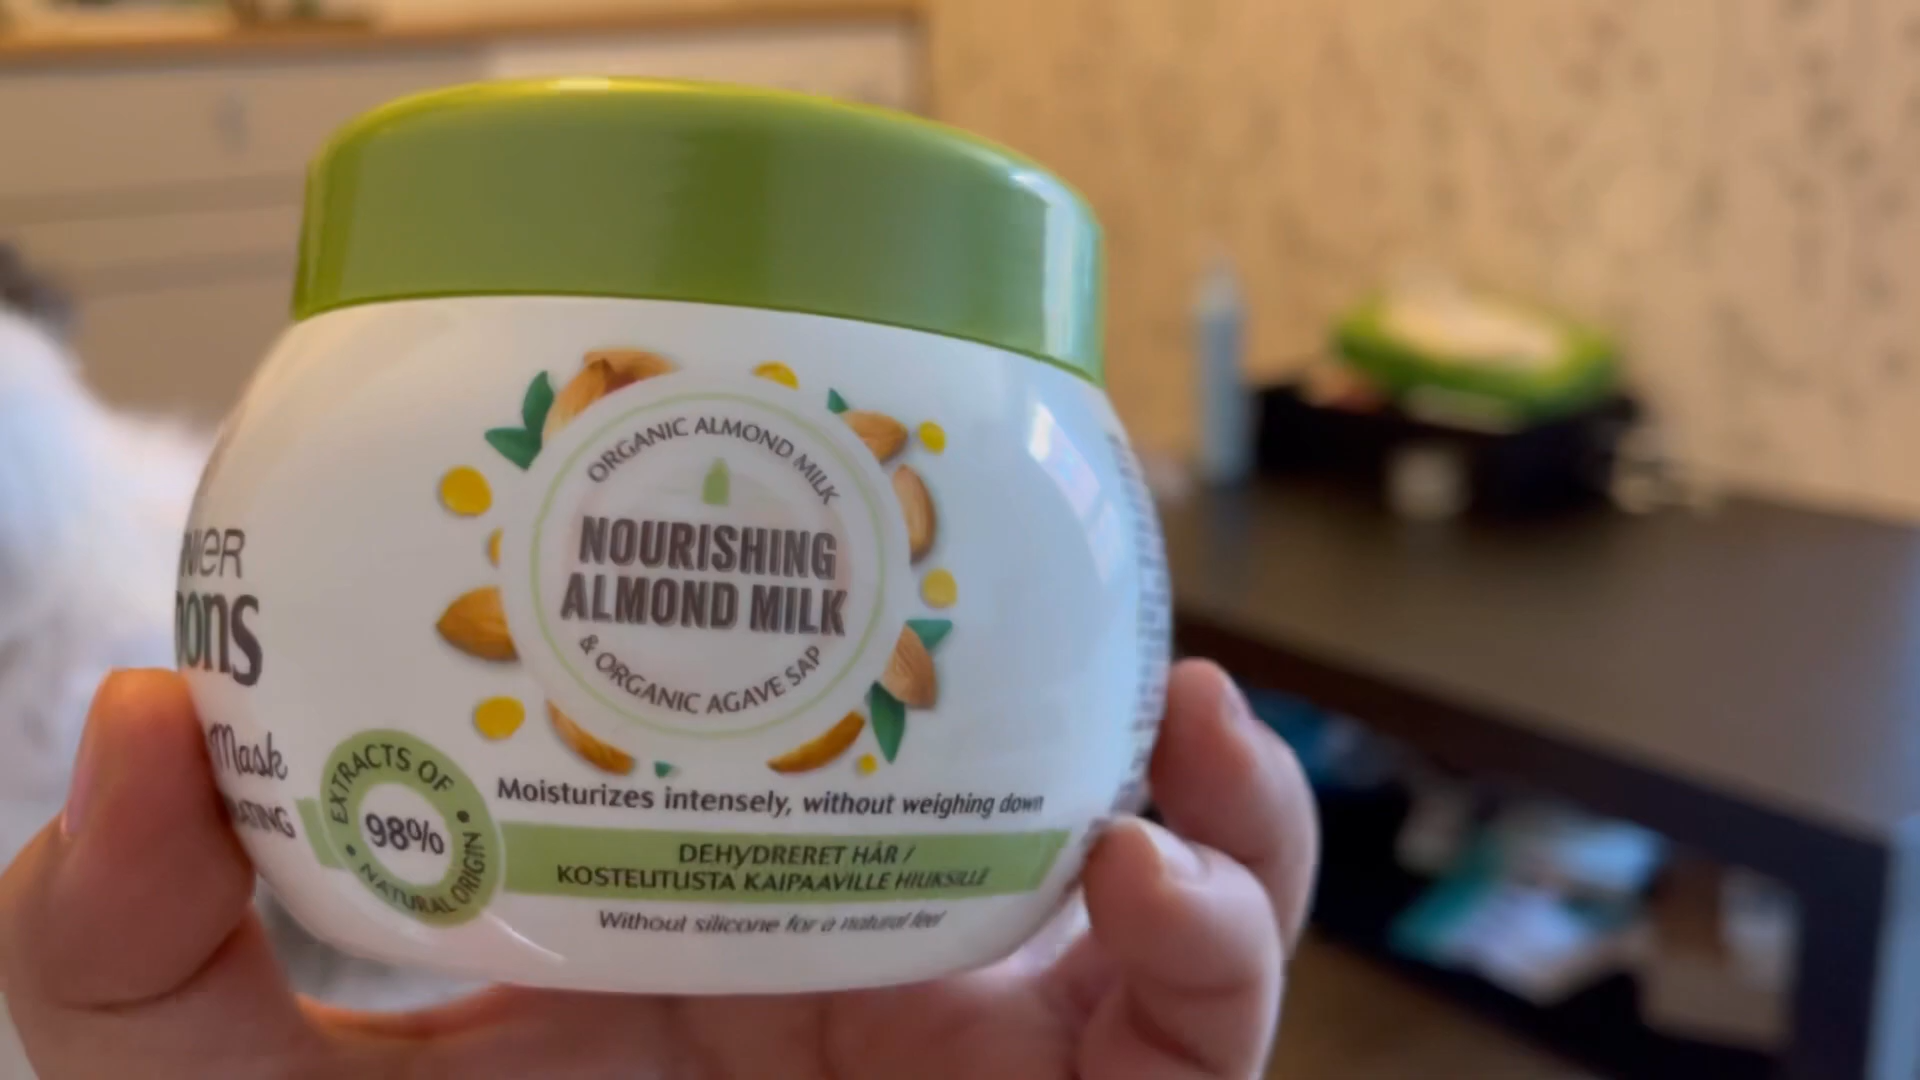 NIER
ons
Mask
ATING
EXTRACTS OF
98%
NATURAL ORIGIN
ORGANIC ALMOND MILK
NOURISHING
ALMOND MILK
& ORGANIC AGAVE SAP
Moisturizes intensely, without weighing down
DEHYDRERET HÅR /
KOSTEUTUSTA KAIPAAVILLE HIUKSILLE
Without silicone for a natural feel